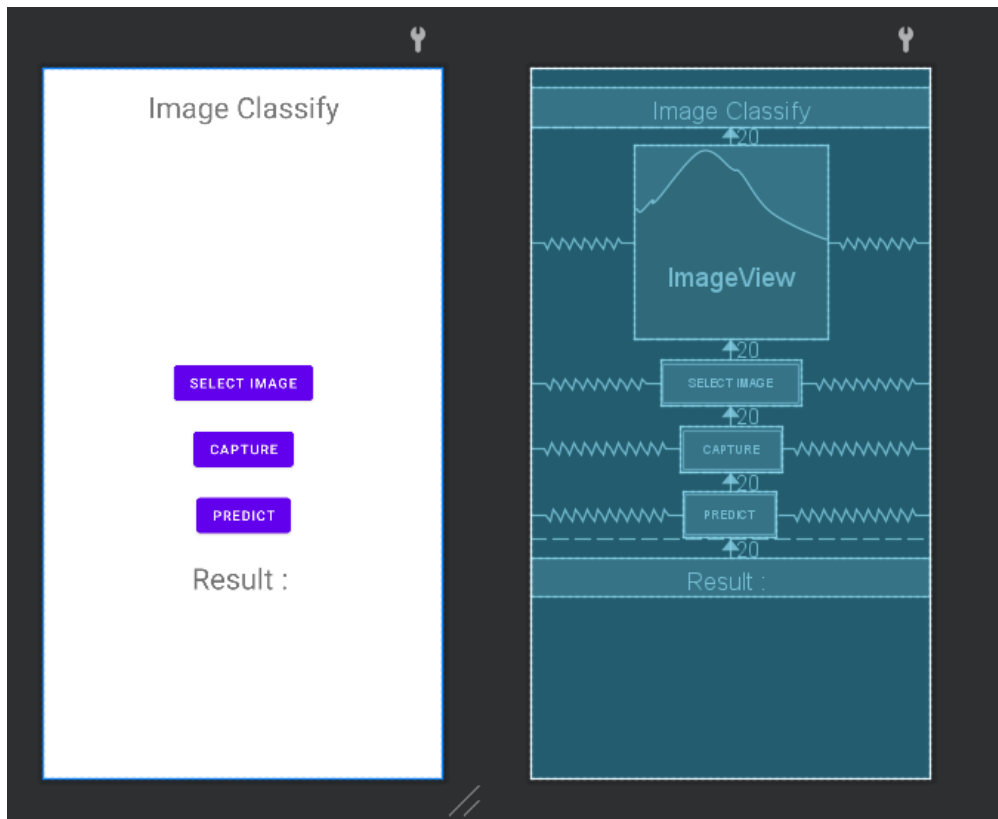 Image Classify
SELECT IMAGE
CAPTURE
PREDICT
Result :
Image Classify
20
ImageView
20
SELECT IMAGE
20
CAPTURE
20
PREDICT
20
Result :